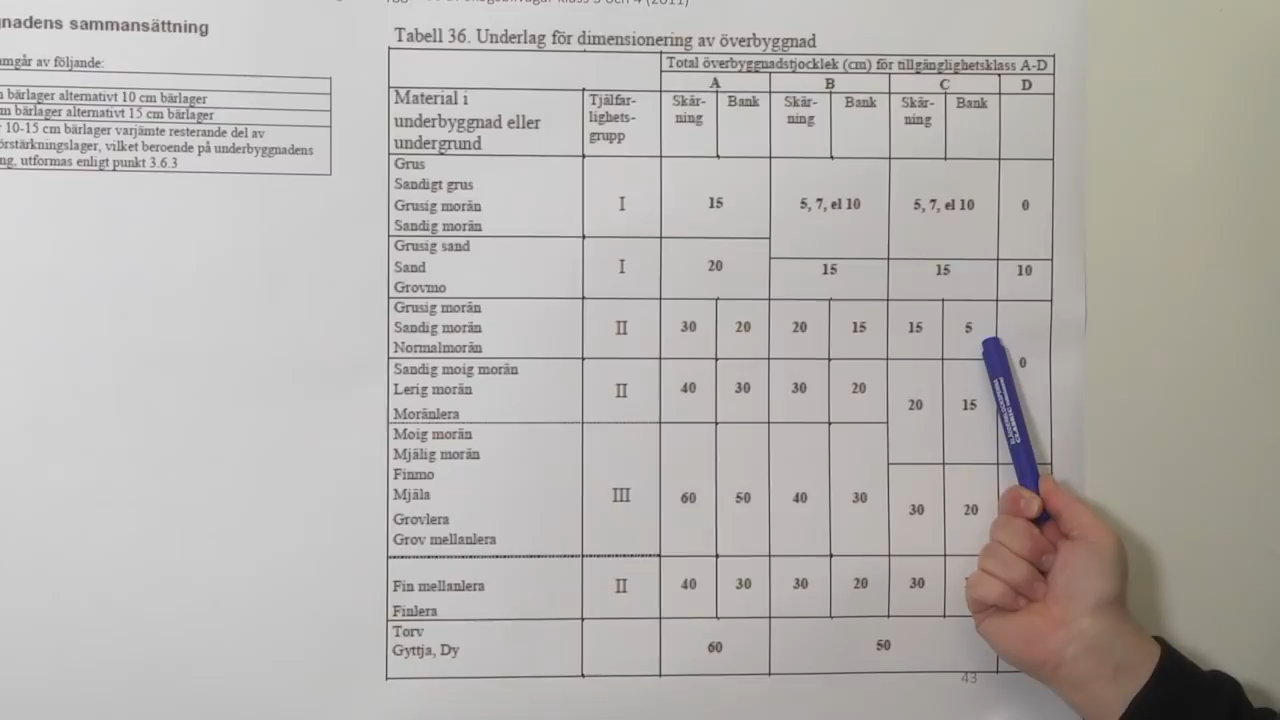 klass 3 och 4 (2011)
sammansättning
av följande:
bärlager alternativt 10 cm bärlager
bärlager alternativt 15 cm bärlager
10-15 cm bärlager varjämte resterande del av
vilket beroende på underbyggnadens
utformas enligt punkt 3.6.3
Tabell 36. Underlag för dimensionering av överbyggnad
Total överbyggnadstjocklek (cm) för tillgänglighetsklass A-D
A B C D
Material i underbyggnad eller undergrund
Tjälfar-lighets-grupp
Skär-ning Bank Skär-ning Bank Skär-ning Bank
Grus
Sandigt grus
Grusig morän I 15 5, 7, el 10 5, 7, el 10 0
Sandig morän
Grusig sand
Sand I 20 15 15 10
Grovmo
Grusig morän
Sandig morän II 30 20 20 15 15 5
Normalmorän
0
Sandig moig morän
Lerig morän II 40 30 30 20 20 15
Moränlera
Moig morän
Mjälig morän
Finmo
Mjäla III 60 50 40 30 30 20
Grovlera
Grov mellanlera
Fin mellanlera II 40 30 30 20 30
Finlera
Torv
Gyttja, Dy 60 50
43
CLASSIC